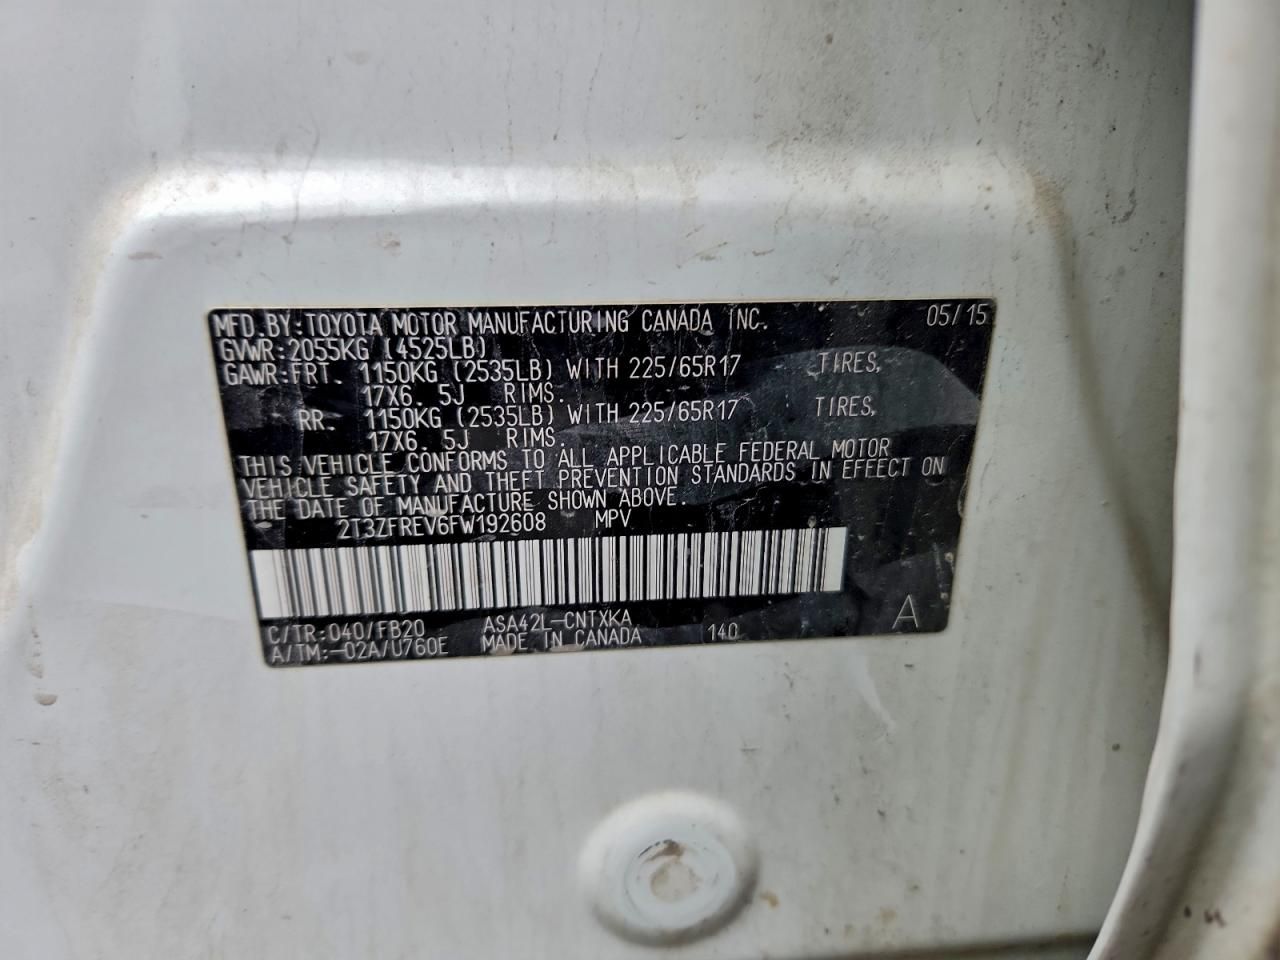 MFD.BY:TOYOTA MOTOR MANUFACTURING CANADA INC. 05/15
GVWR:2055KG (4525LB)
GAWR:FRT. 1150KG (2535LB) WITH 225/65R17 TIRES,
17X6.5J RIMS.
RR. 1150KG (2535LB) WITH 225/65R17 TIRES,
17X6.5J RIMS.
THIS VEHICLE CONFORMS TO ALL APPLICABLE FEDERAL MOTOR
VEHICLE SAFETY AND THEFT PREVENTION STANDARDS IN EFFECT ON
THE DATE OF MANUFACTURE SHOWN ABOVE.
2T3ZFREV6FW192608 MPV
C/TR:040/FB20 ASA42L-CNTXKA
A/TM:-02A/U760E MADE IN CANADA 140 A